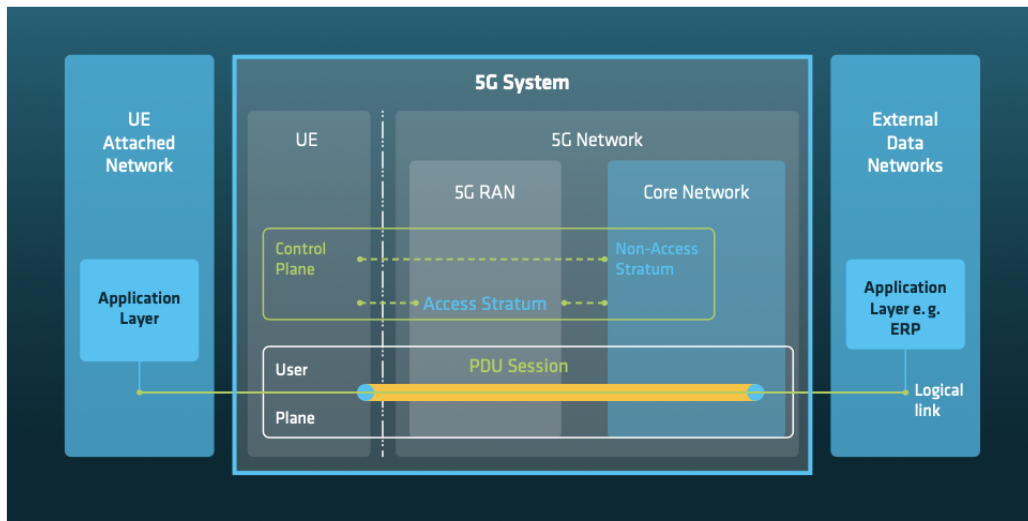 5G System
UE
Attached
Network
UE
5G Network
External
Data
Networks
5G RAN
Core Network
Control
Plane
Non-Access
Stratum
Access Stratum
Application
Layer
Application
Layer e. g.
ERP
User
Plane
PDU Session
Logical
link